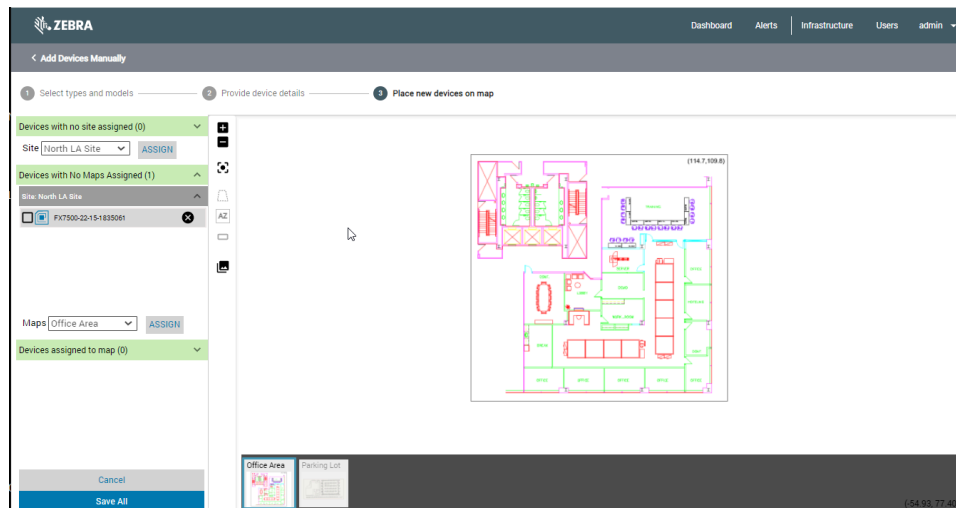 ZEBRA
Dashboard Alerts Infrastructure Users admin
< Add Devices Manually
1 Select types and models 2 Provide device details 3 Place new devices on map
Devices with no site assigned (0)
Site North LA Site ASSIGN
Devices with No Maps Assigned (1)
Site: North LA Site
FX7500-22-15-1835061
AZ
Maps Office Area ASSIGN
Devices assigned to map (0)
Cancel
Save All
(114.7,109.8)
Office Area Parking Lot
(-54.93, 77.40